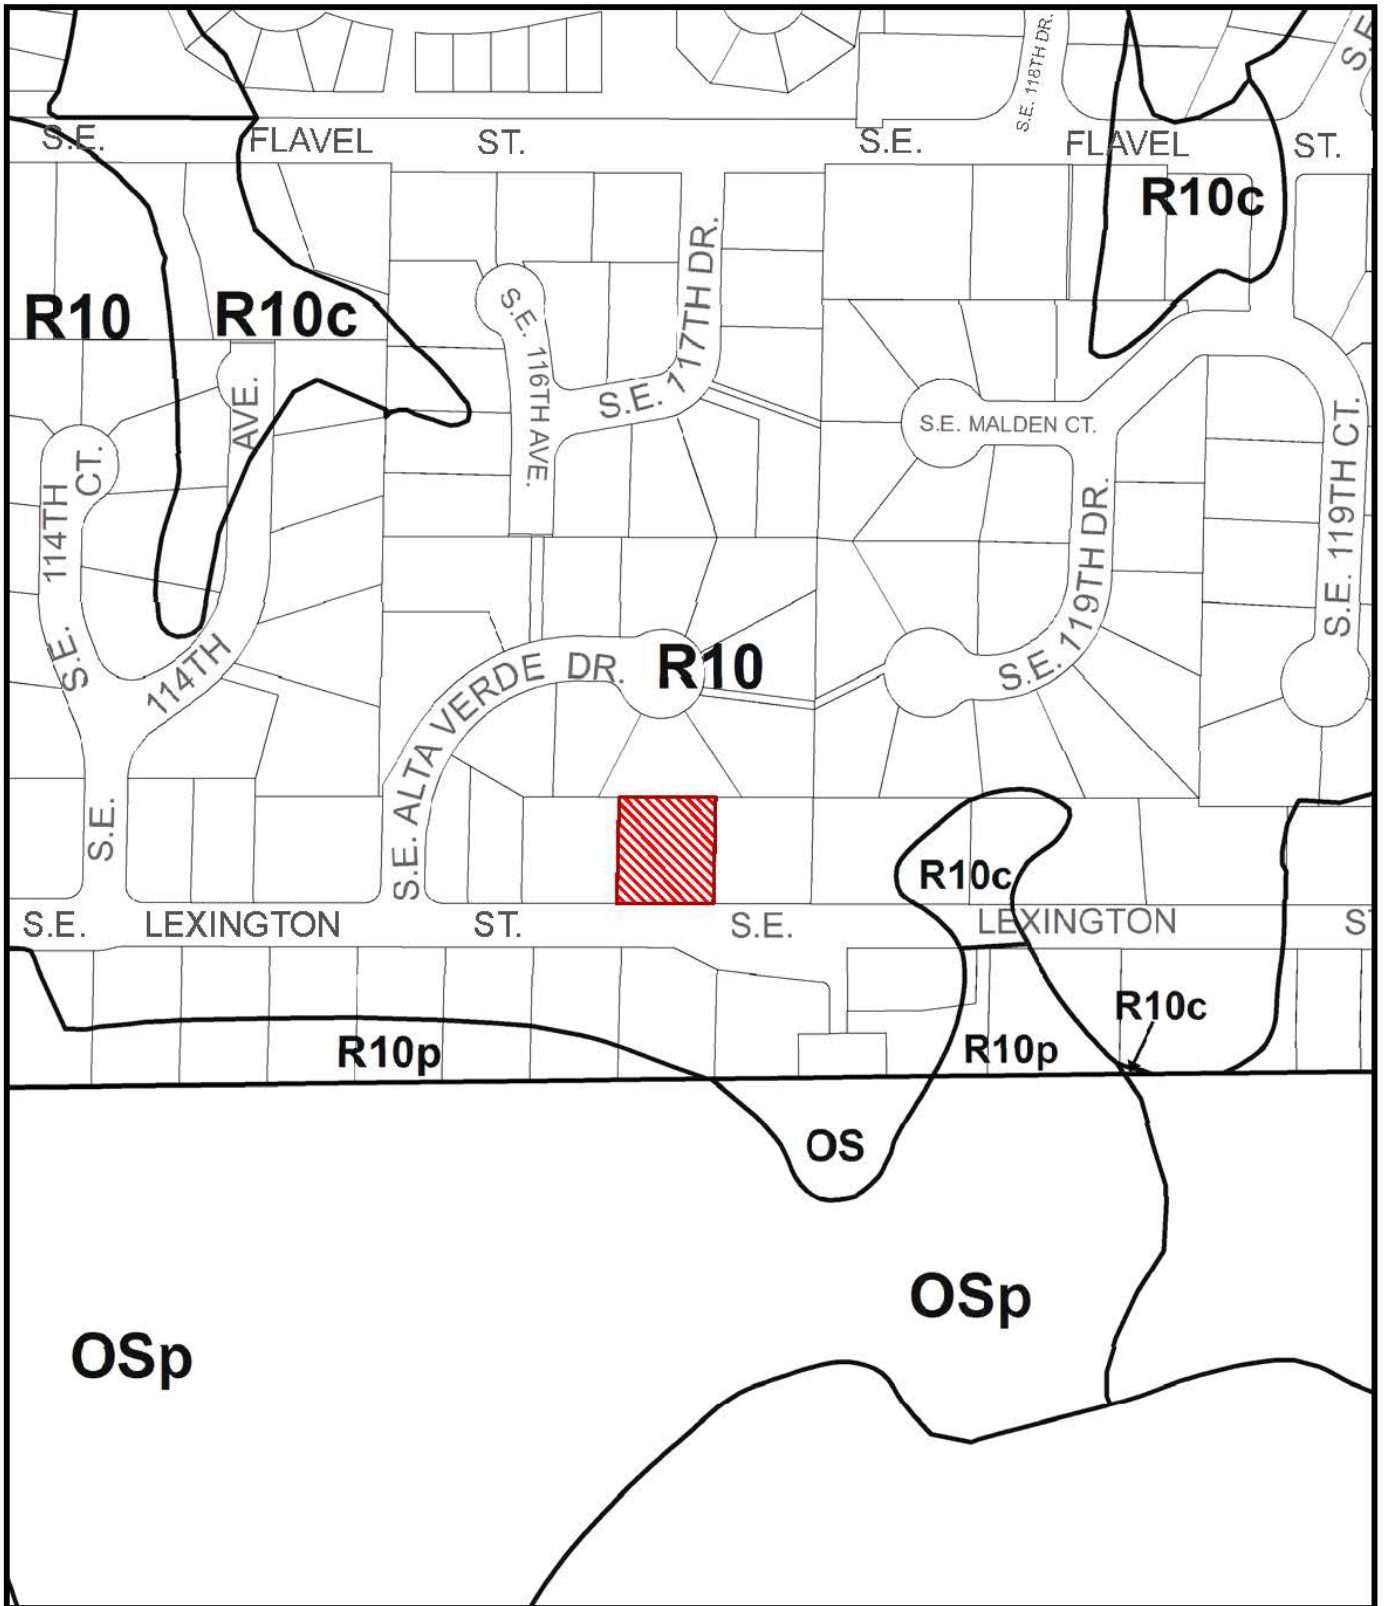 S.E. 118TH DR.
S.E.
S.E. FLAVEL ST. S.E. FLAVEL ST.
R10c
R10 R10c
S.E. 116TH AVE.
S.E. 117TH DR.
AVE.
S.E. MALDEN CT.
S.E. 114TH CT.
S.E. 119TH DR.
S.E. 119TH CT.
S.E. 114TH
S.E. ALTA VERDE DR.
R10
R10c
S.E. LEXINGTON ST. S.E. LEXINGTON ST
R10c
R10p R10p
OS
OSp
OSp